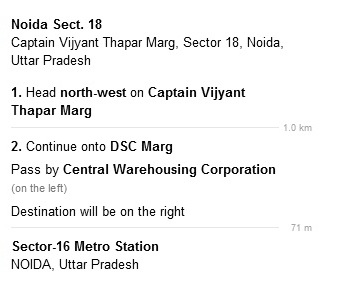 Noida Sect. 18
Captain Vijyant Thapar Marg, Sector 18, Noida,
Uttar Pradesh
1. Head north-west on Captain Vijyant
Thapar Marg
1.0 km
2. Continue onto DSC Marg
Pass by Central Warehousing Corporation
(on the left)
Destination will be on the right
71 m
Sector-16 Metro Station
NOIDA, Uttar Pradesh